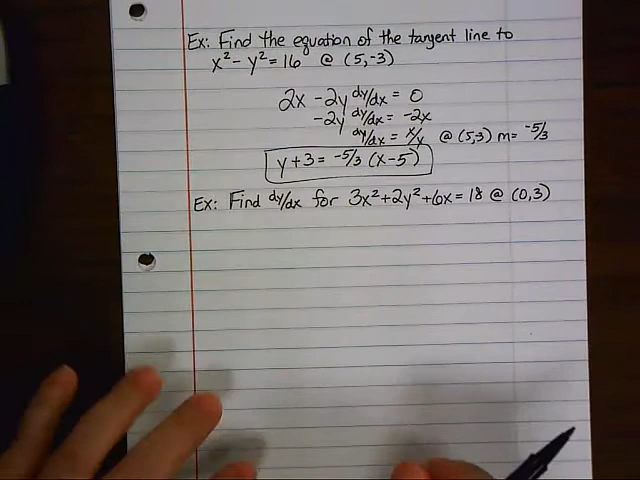 Ex: Find the equation of the tangent line to
x² - y² = 16 @ (5,-3)
2x - 2y dy/dx = 0
-2y dy/dx = -2x
dy/dx = x/y @ (5,-3) m = -5/3
y + 3 = -5/3 (x - 5)
Ex: Find dy/dx for 3x² + 2y² + 6x = 18 @ (0,3)